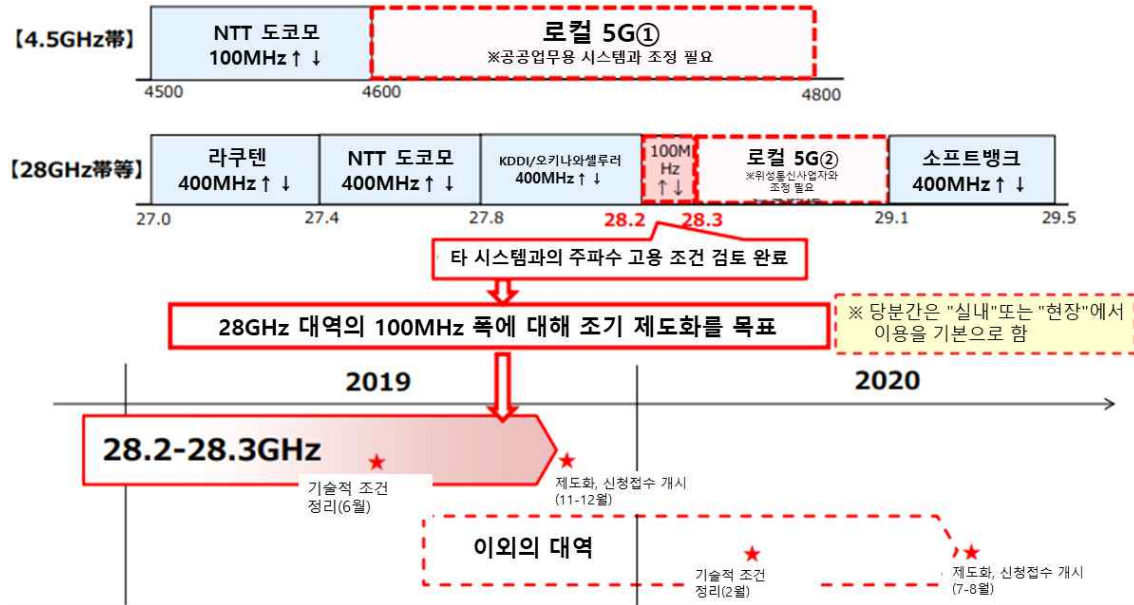 【4.5GHz帯】
NTT 도코모
100MHz↑ ↓
로컬 5G①
※공공업무용 시스템과 조정 필요
4500
4600
4800
【28GHz帯等】
라쿠텐
400MHz↑ ↓
NTT 도코모
400MHz↑ ↓
KDDI/오키나와셀룰러
400MHz↑ ↓
100M
Hz
↑ ↓
로컬 5G②
※위성통신사업자와
조정 필요
소프트뱅크
400MHz↑ ↓
27.0
27.4
27.8
28.2
28.3
29.1
29.5
타 시스템과의 주파수 고용 조건 검토 완료
28GHz 대역의 100MHz 폭에 대해 조기 제도화를 목표
※ 당분간은 "실내"또는 "현장"에서
이용을 기본으로 함
2019
2020
28.2-28.3GHz
★
기술적 조건
정리(6월)
★
제도화, 신청접수 개시
(11-12월)
이외의 대역
★
기술적 조건
정리(2월)
★
제도화, 신청접수 개시
(7-8월)